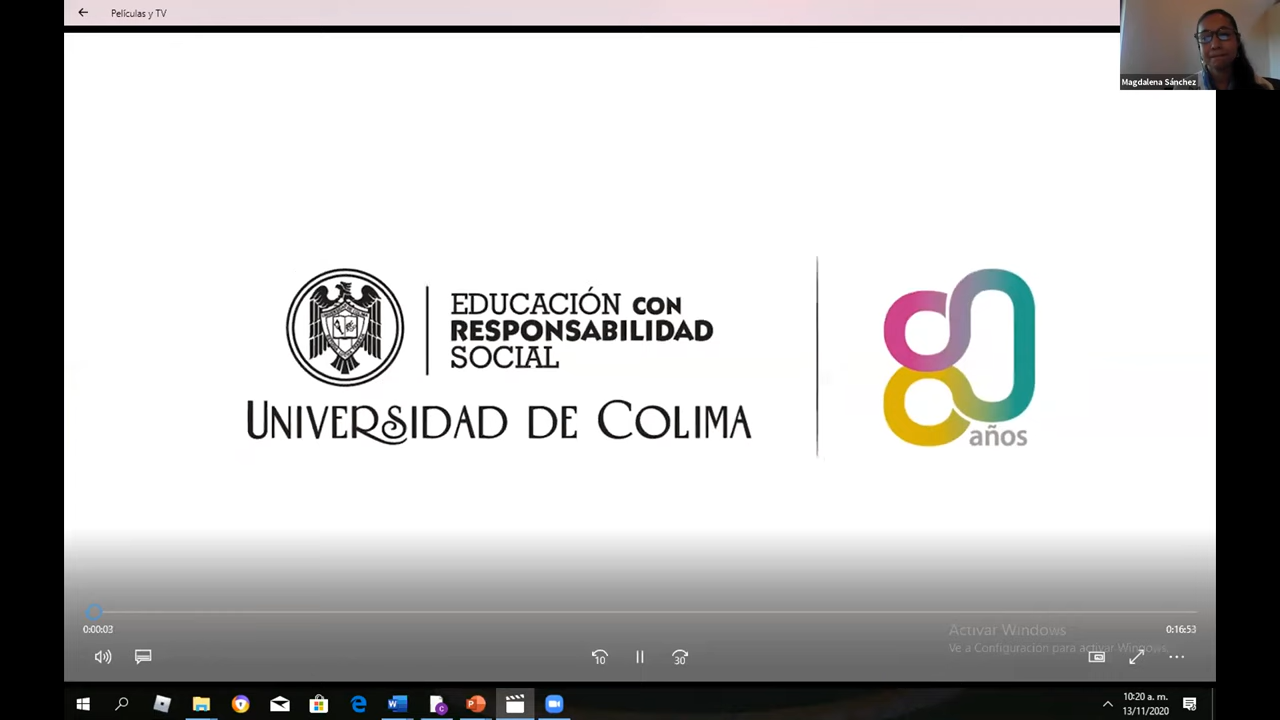 Películas y TV
Magdalena Sánchez
EDUCACIÓN CON
RESPONSABILIDAD
SOCIAL
UNIVERSIDAD DE COLIMA
80
años
0:00:03
0:16:53
Activar Windows
Ve a Configuración para activar Windows.
10
30
10:20 a. m.
13/11/2020